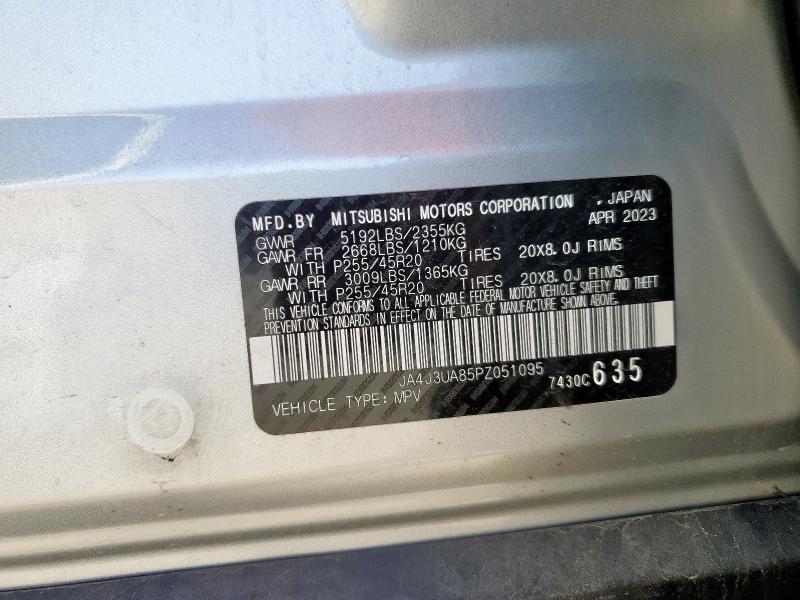 MFD.BY MITSUBISHI MOTORS CORPORATION . JAPAN
GWR 5192LBS/2355KG APR 2023
GAWR FR 2668LBS/1210KG
WITH P255/45R20 TIRES 20X8.0J RIMS
GAWR RR 3009LBS/1365KG
WITH P255/45R20 TIRES 20X8.0J RIMS
THIS VEHICLE CONFORMS TO ALL APPLICABLE FEDERAL MOTOR VEHICLE SAFETY AND THEFT
PREVENTION STANDARDS IN EFFECT ON THE DATE OF MANUFACTURE SHOWN ABOVE.
JA4J3UA85PZ051095 7430C635
VEHICLE TYPE: MPV